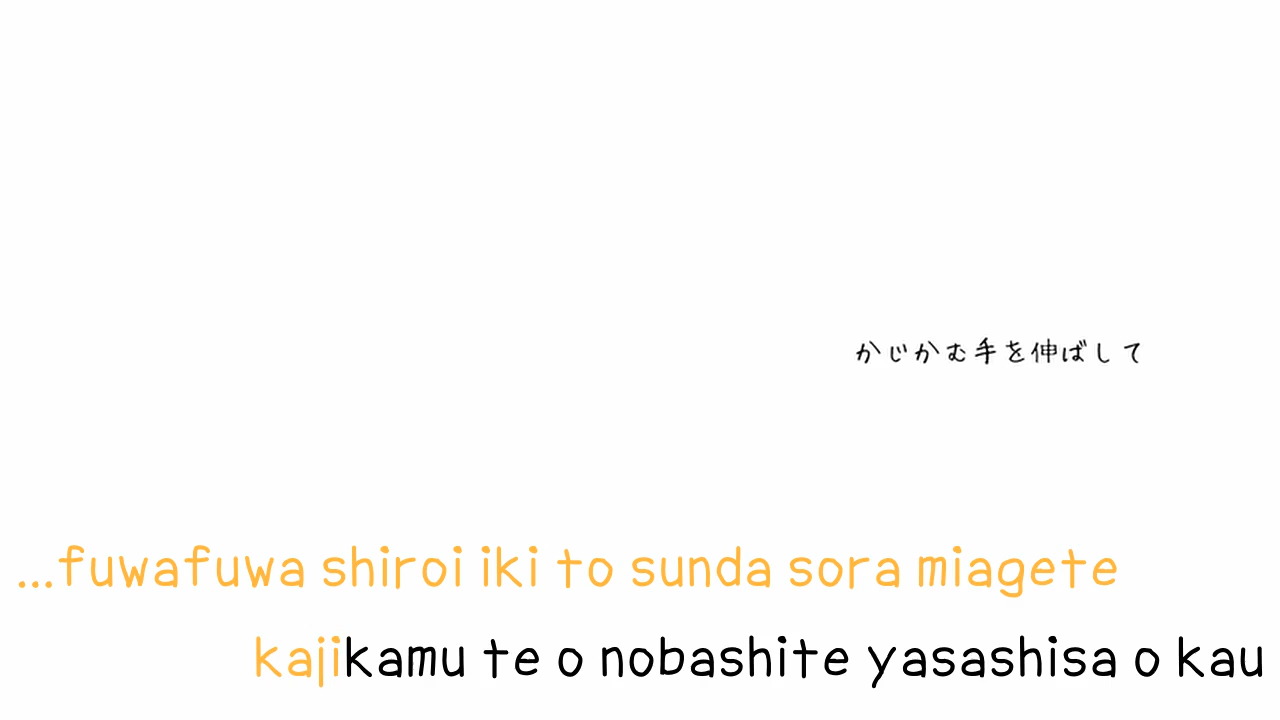 かじかむ手を伸ばして
...fuwafuwa shiroi iki to sunda sora miagete
kajikamu te o nobashite yasashisa o kau